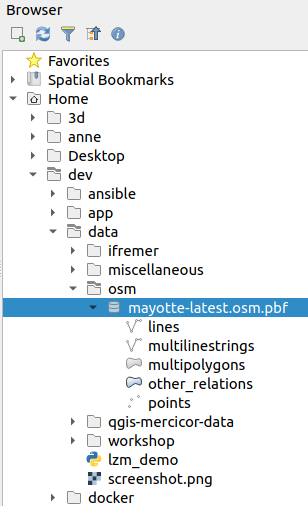 Browser
Favorites
Spatial Bookmarks
Home
3d
anne
Desktop
dev
ansible
app
data
ifremer
miscellaneous
osm
mayotte-latest.osm.pbf
lines
multilinestrings
multipolygons
other_relations
points
qgis-mercicor-data
workshop
lzm_demo
screenshot.png
docker